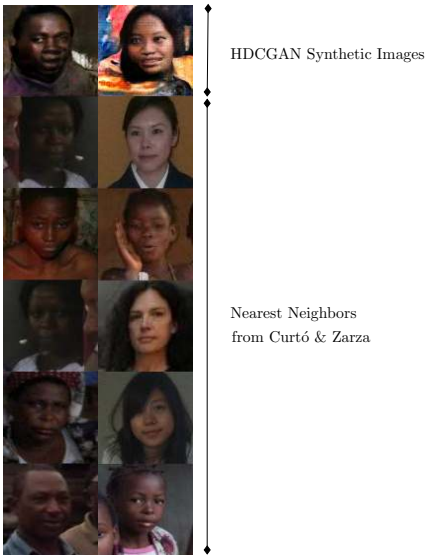 HDCGAN Synthetic Images
Nearest Neighbors
from Curtó & Zarza